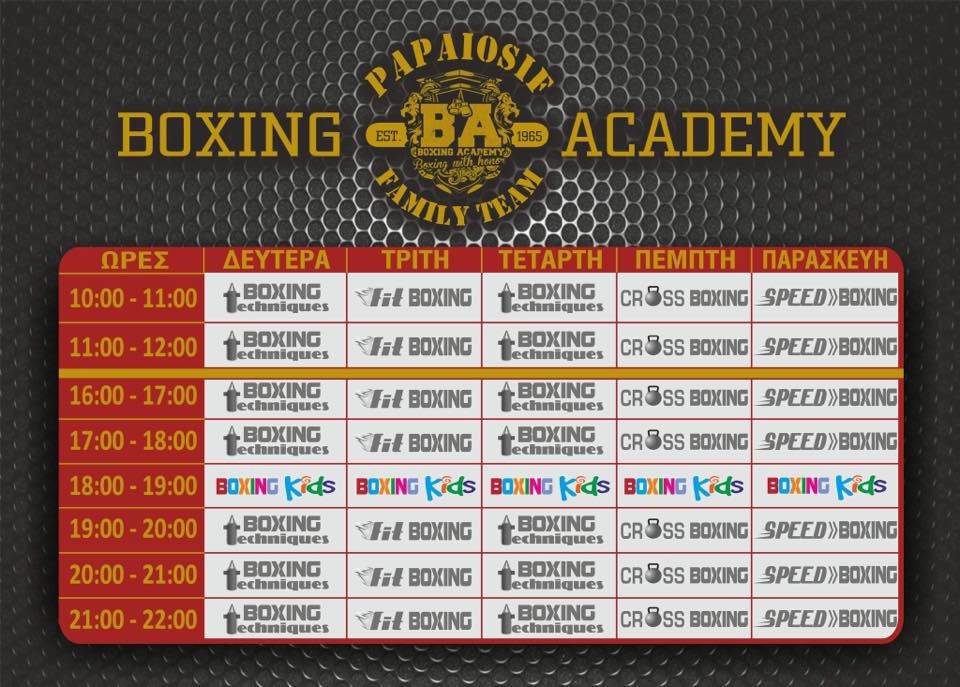 PAPAIOSIF
BOXING ACADEMY
EST. BA 1965
BOXING ACADEMY
Boxing with honor
FAMILY TEAM
ΩΡΕΣ ΔΕΥΤΕΡΑ ΤΡΙΤΗ ΤΕΤΑΡΤΗ ΠΕΜΠΤΗ ΠΑΡΑΣΚΕΥΗ
10:00 - 11:00 BOXING techniques fit BOXING BOXING techniques CROSS BOXING SPEED»BOXING
11:00 - 12:00 BOXING techniques fit BOXING BOXING techniques CROSS BOXING SPEED»BOXING
16:00 - 17:00 BOXING techniques fit BOXING BOXING techniques CROSS BOXING SPEED»BOXING
17:00 - 18:00 BOXING techniques fit BOXING BOXING techniques CROSS BOXING SPEED»BOXING
18:00 - 19:00 BOXING Kids BOXING Kids BOXING Kids BOXING Kids BOXING Kids
19:00 - 20:00 BOXING techniques fit BOXING BOXING techniques CROSS BOXING SPEED»BOXING
20:00 - 21:00 BOXING techniques fit BOXING BOXING techniques CROSS BOXING SPEED»BOXING
21:00 - 22:00 BOXING techniques fit BOXING BOXING techniques CROSS BOXING SPEED»BOXING